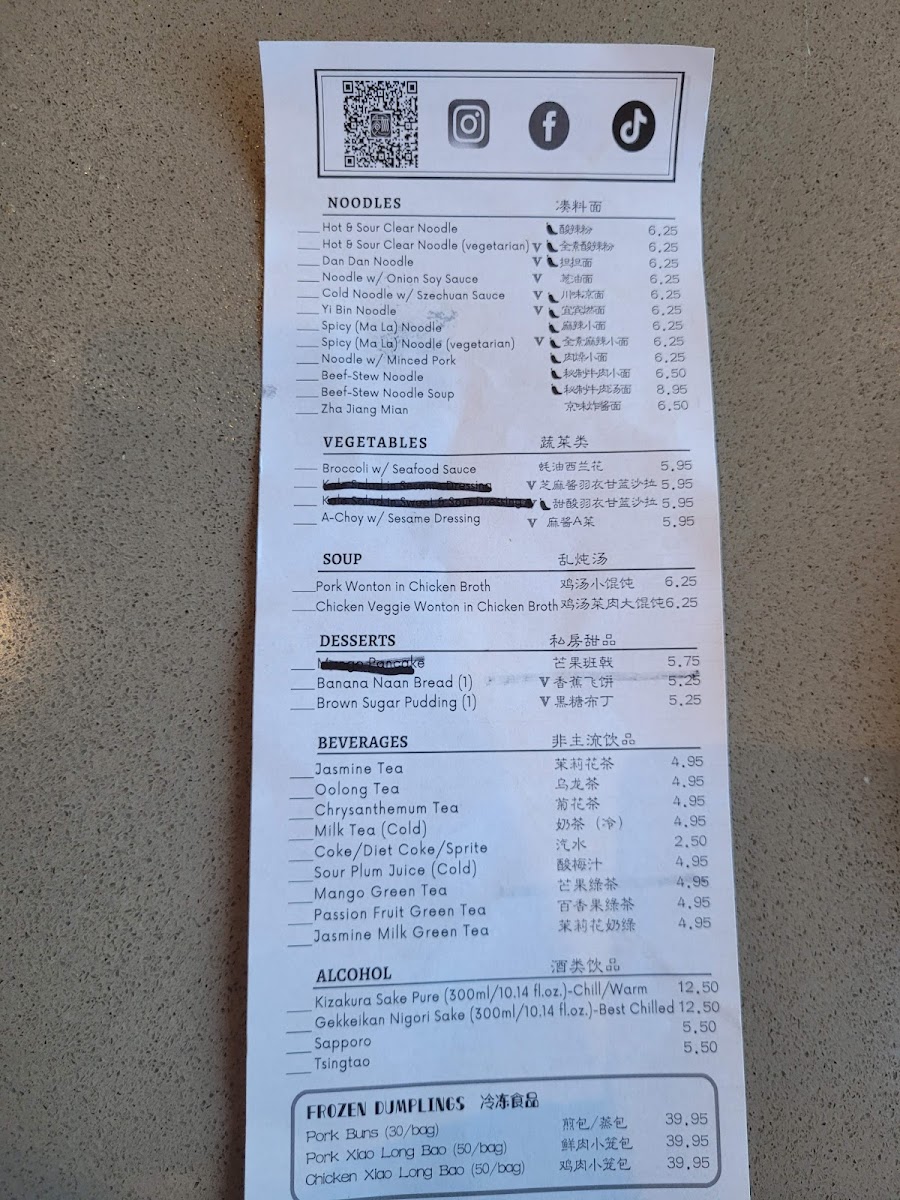 NOODLES 凑料面
Hot & Sour Clear Noodle 酸辣粉 6.25
Hot & Sour Clear Noodle (vegetarian) V 全素酸辣粉 6.25
Dan Dan Noodle V 担担面 6.25
Noodle w/ Onion Soy Sauce V 芝油面 6.25
Cold Noodle w/ Szechuan Sauce V 川味凉面 6.25
Yi Bin Noodle V 宜宾燃面 6.25
Spicy (Ma La) Noodle 麻辣小面 6.25
Spicy (Ma La) Noodle (vegetarian) V 全素麻辣小面 6.25
Noodle w/ Minced Pork 小面 6.25
Beef-Stew Noodle 秘制牛肉小面 6.50
Beef-Stew Noodle Soup 秘制牛肉汤面 8.95
Zha Jiang Mian 京味炸酱面 6.50
VEGETABLES 蔬菜类
Broccoli w/ Seafood Sauce 蚝油西兰花 5.95
Kale Salad in Sesame Dressing V 芝麻酱羽衣甘蓝沙拉 5.95
Kale Salad in Sweet & Sour Dressing V 甜酸羽衣甘蓝沙拉 5.95
A-Choy w/ Sesame Dressing V 麻酱A菜 5.95
SOUP 乱炖汤
Pork Wonton in Chicken Broth 鸡汤小馄饨 6.25
Chicken Veggie Wonton in Chicken Broth 鸡汤菜肉大馄饨 6.25
DESSERTS 私房甜品
Mango Pancake 芒果班戟 5.75
Banana Naan Bread (1) V 香蕉飞饼 5.25
Brown Sugar Pudding (1) V 黑糖布丁 5.25
BEVERAGES 非主流饮品
Jasmine Tea 茉莉花茶 4.95
Oolong Tea 乌龙茶 4.95
Chrysanthemum Tea 菊花茶 4.95
Milk Tea (Cold) 奶茶 (冷) 4.95
Coke/Diet Coke/Sprite 汽水 2.50
Sour Plum Juice (Cold) 酸梅汁 4.95
Mango Green Tea 芒果绿茶 4.95
Passion Fruit Green Tea 百香果绿茶 4.95
Jasmine Milk Green Tea 茉莉花奶绿 4.95
ALCOHOL 酒类饮品
Kizakura Sake Pure (300ml/10.14 fl.oz.)-Chill/Warm 12.50
Gekkeikan Nigori Sake (300ml/10.14 fl.oz.)-Best Chilled 12.50
Sapporo 5.50
Tsingtao 5.50
FROZEN DUMPLINGS 冷冻食品
Pork Buns (30/bag) 煎包/蒸包 39.95
Pork Xiao Long Bao (50/bag) 鲜肉小笼包 39.95
Chicken Xiao Long Bao (50/bag) 鸡肉小笼包 39.95